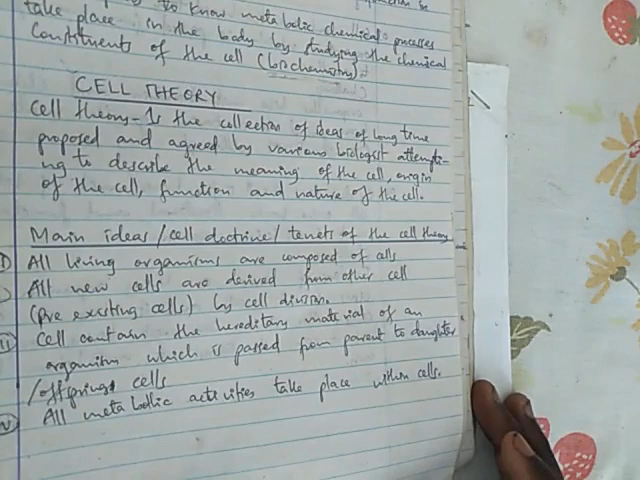 to know metabolic chemical processes
take place in the body by studying the chemical
Constituents of the cell (biochemistry).
CELL THEORY
Cell theory - Is the collection of ideas of long time
proposed and agreed by various biologist attempti-
ng to describe the meaning of the cell, origin
of the cell, function and nature of the cell.
Main ideas / cell doctrine / tenets of the cell theory
All living organisms are composed of cells
All new cells are derived from other cell
(pre existing cells) by cell division.
Cell contain the hereditary material of an
organism which is passed from parent to daughter
/offsprings cells
All metabolic activities take place within cells.